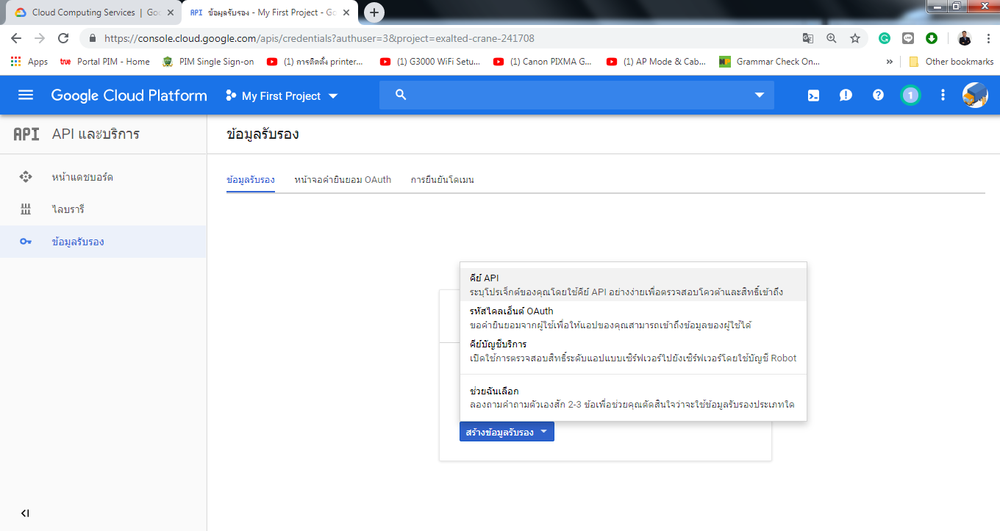 Cloud Computing Services | Goo
API ข้อมูลรับรอง - My First Project - Go
https://console.cloud.google.com/apis/credentials?authuser=3&project=exalted-crane-241708
Apps
true Portal PIM - Home
PIM Single Sign-on
(1) การติดตั้ง printer...
(1) G3000 WiFi Setu...
(1) Canon PIXMA G...
(1) AP Mode & Cab...
Grammar Check On...
»
Other bookmarks
Google Cloud Platform
My First Project
1
API API และบริการ
ข้อมูลรับรอง
หน้าแดชบอร์ด
ไลบรารี
ข้อมูลรับรอง
ข้อมูลรับรอง
หน้าจอคำยินยอม OAuth
การยืนยันโดเมน
คีย์ API
ระบุโปรเจ็กต์ของคุณโดยใช้คีย์ API อย่างง่ายเพื่อตรวจสอบโควต้าและสิทธิ์เข้าถึง
รหัสไคลเอ็นต์ OAuth
ขอคำยินยอมจากผู้ใช้เพื่อให้แอปของคุณสามารถเข้าถึงข้อมูลของผู้ใช้ได้
คีย์บัญชีบริการ
เปิดใช้การตรวจสอบสิทธิ์ระดับแอปแบบเซิร์ฟเวอร์ไปยังเซิร์ฟเวอร์โดยใช้บัญชี Robot
ช่วยฉันเลือก
ลองถามคำถามตัวเองสัก 2-3 ข้อเพื่อช่วยคุณตัดสินใจว่าจะใช้ข้อมูลรับรองประเภทใด
สร้างข้อมูลรับรอง